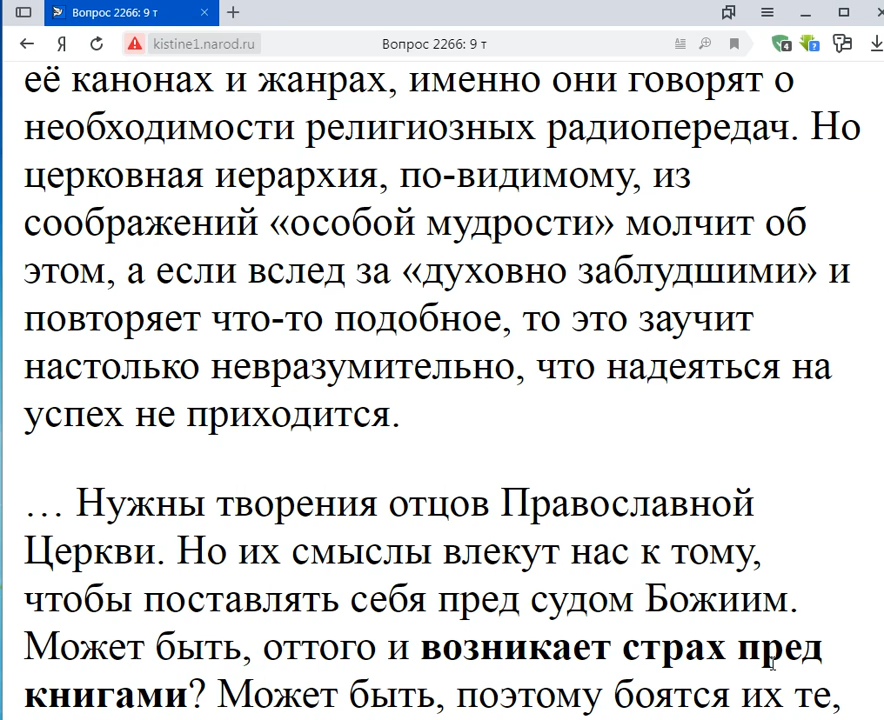 Вопрос 2266: 9 т
Я
kistine1.narod.ru
Вопрос 2266: 9 т
4
?
её канонах и жанрах, именно они говорят о
необходимости религиозных радиопередач. Но
церковная иерархия, по-видимому, из
соображений «особой мудрости» молчит об
этом, а если вслед за «духовно заблудшими» и
повторяет что-то подобное, то это заучит
настолько невразумительно, что надеяться на
успех не приходится.
… Нужны творения отцов Православной
Церкви. Но их смыслы влекут нас к тому,
чтобы поставлять себя пред судом Божиим.
Может быть, оттого и возникает страх пред
книгами? Может быть, поэтому боятся их те,